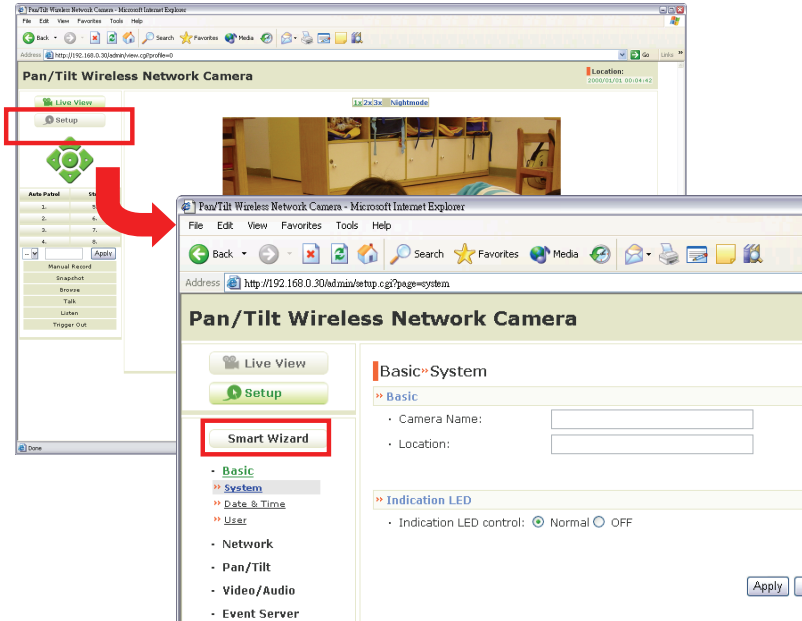 Pan/Tilt Wireless Network Camera - Microsoft Internet Explorer
File Edit View Favorites Tools Help
Back Search Favorites Media
Address http://192.168.0.30/admin/view.cgi?profile=0 Go Links »
Pan/Tilt Wireless Network Camera
Location:
2000/01/01 00:04:42
Live View
Setup
1x 2x 3x Nightmode
Auto Patrol
1.
2. 6.
3. 7.
4. 8.
-- Apply
Manual Record
Snapshot
Browse
Talk
Listen
Trigger Out
Done
Pan/Tilt Wireless Network Camera - Microsoft Internet Explorer
File Edit View Favorites Tools Help
Back Search Favorites Media
Address http://192.168.0.30/admin/setup.cgi?page=system
Pan/Tilt Wireless Network Camera
Live View
Setup
Smart Wizard
· Basic
» System
» Date & Time
» User
· Network
· Pan/Tilt
· Video/Audio
· Event Server
Basic»System
» Basic
· Camera Name:
· Location:
» Indication LED
· Indication LED control: Normal OFF
Apply